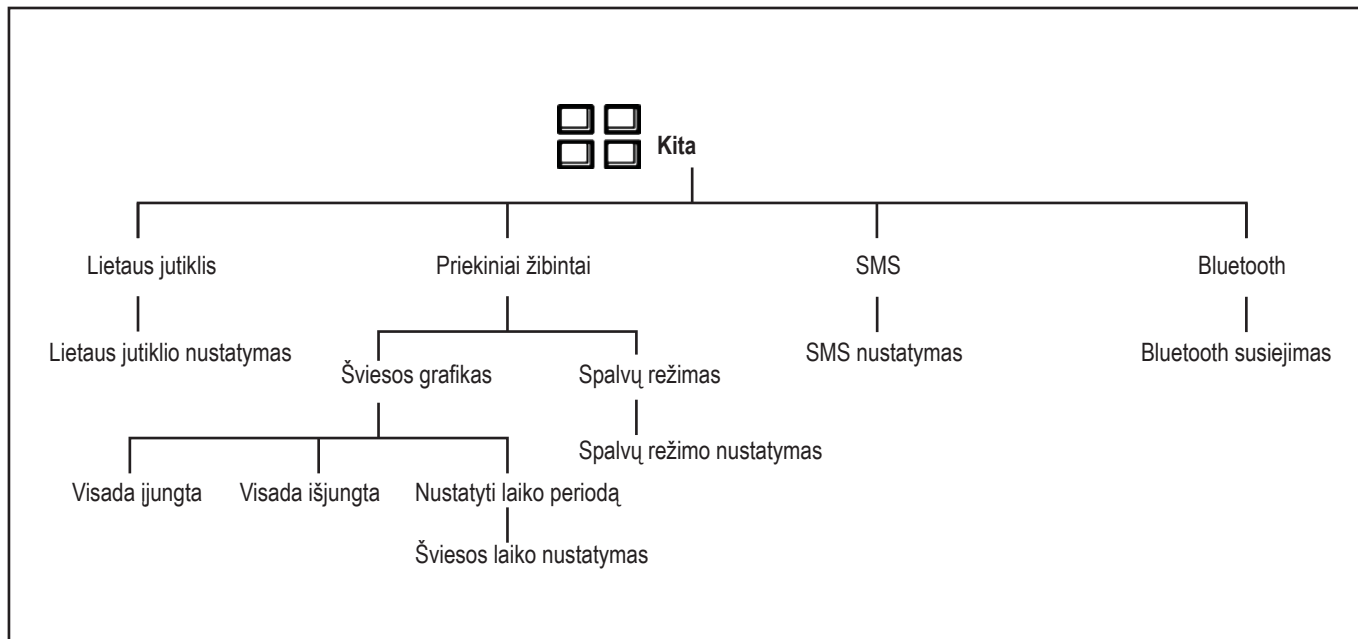 Kita
Lietaus jutiklis
Priekiniai žibintai
SMS
Bluetooth
Lietaus jutiklio nustatymas
SMS nustatymas
Bluetooth susiejimas
Šviesos grafikas
Spalvų režimas
Spalvų režimo nustatymas
Visada įjungta
Visada išjungta
Nustatyti laiko periodą
Šviesos laiko nustatymas